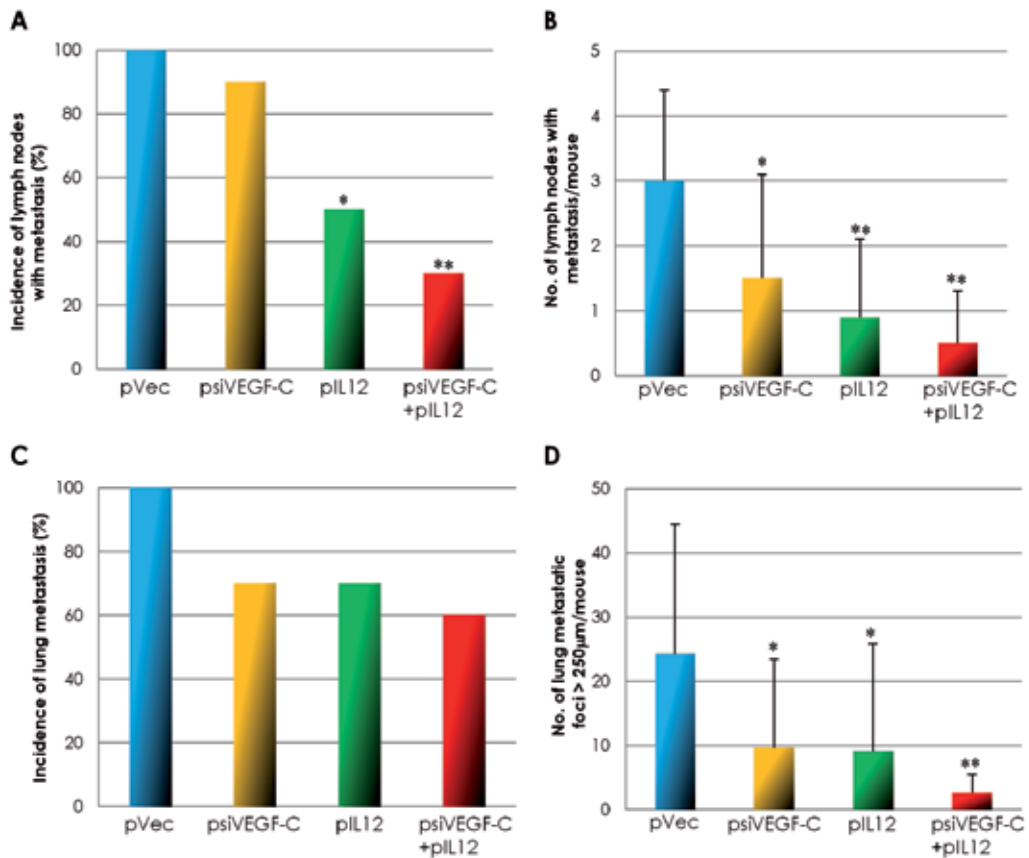 A
Incidence of lymph nodes
with metastasis (%)
100
80
60
40
20
0
*
**
pVec
psiVEGF-C
pIL12
psiVEGF-C
+pIL12
B
No. of lymph nodes with
metastasis/mouse
5
4
3
2
1
0
*
**
**
pVec
psiVEGF-C
pIL12
psiVEGF-C
+pIL12
C
Incidence of lung metastasis (%)
100
80
60
40
20
0
pVec
psiVEGF-C
pIL12
psiVEGF-C
+pIL12
D
No. of lung metastatic
foci > 250μm/mouse
50
40
30
20
10
0
*
*
**
pVec
psiVEGF-C
pIL12
psiVEGF-C
+pIL12